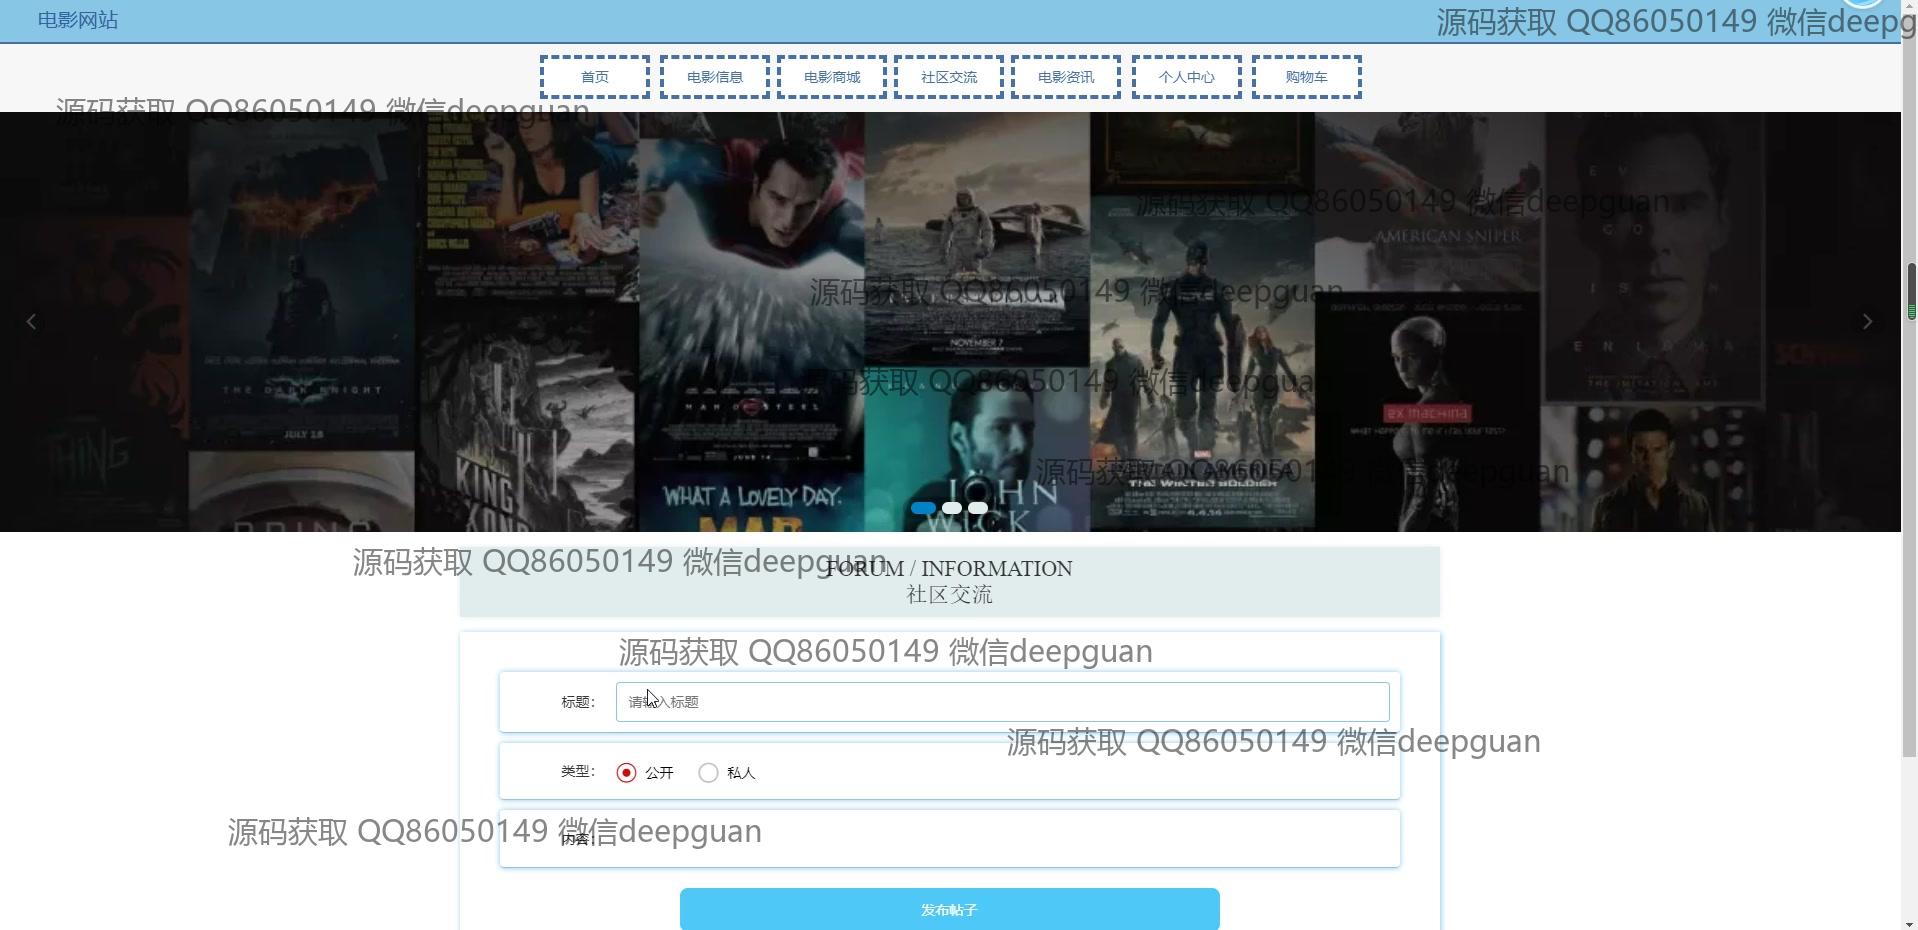 电影网站
源码获取 QQ86050149 微信deepg
首页
电影信息
电影商城
社区交流
电影资讯
个人中心
购物车
源码获取 QQ86050149 微信deepguan
源码获取 QQ86050149 微信deepguan
AMERICAN SNIPER
源码获取 QQ86050149 微信deepguan
NOVEMBER 7
THE DARK KNIGHT
JULY 18
源码获取 QQ86050149 微信deepguan
MAN OF STEEL
JUNE 14
EX MACHINA
THE IMITATION GAME
THING
KING KONG
WHAT A LOVELY DAY.
MAD
JOHN
WICK
源码获取 QQ86050149 微信deepguan
CAPTAIN AMERICA
THE WINTER SOLDIER
源码获取 QQ86050149 微信deepguan
FORUM / INFORMATION
社区交流
源码获取 QQ86050149 微信deepguan
标题:
请输入标题
源码获取 QQ86050149 微信deepguan
类型:
公开
私人
源码获取 QQ86050149 微信deepguan
内容:
发布帖子